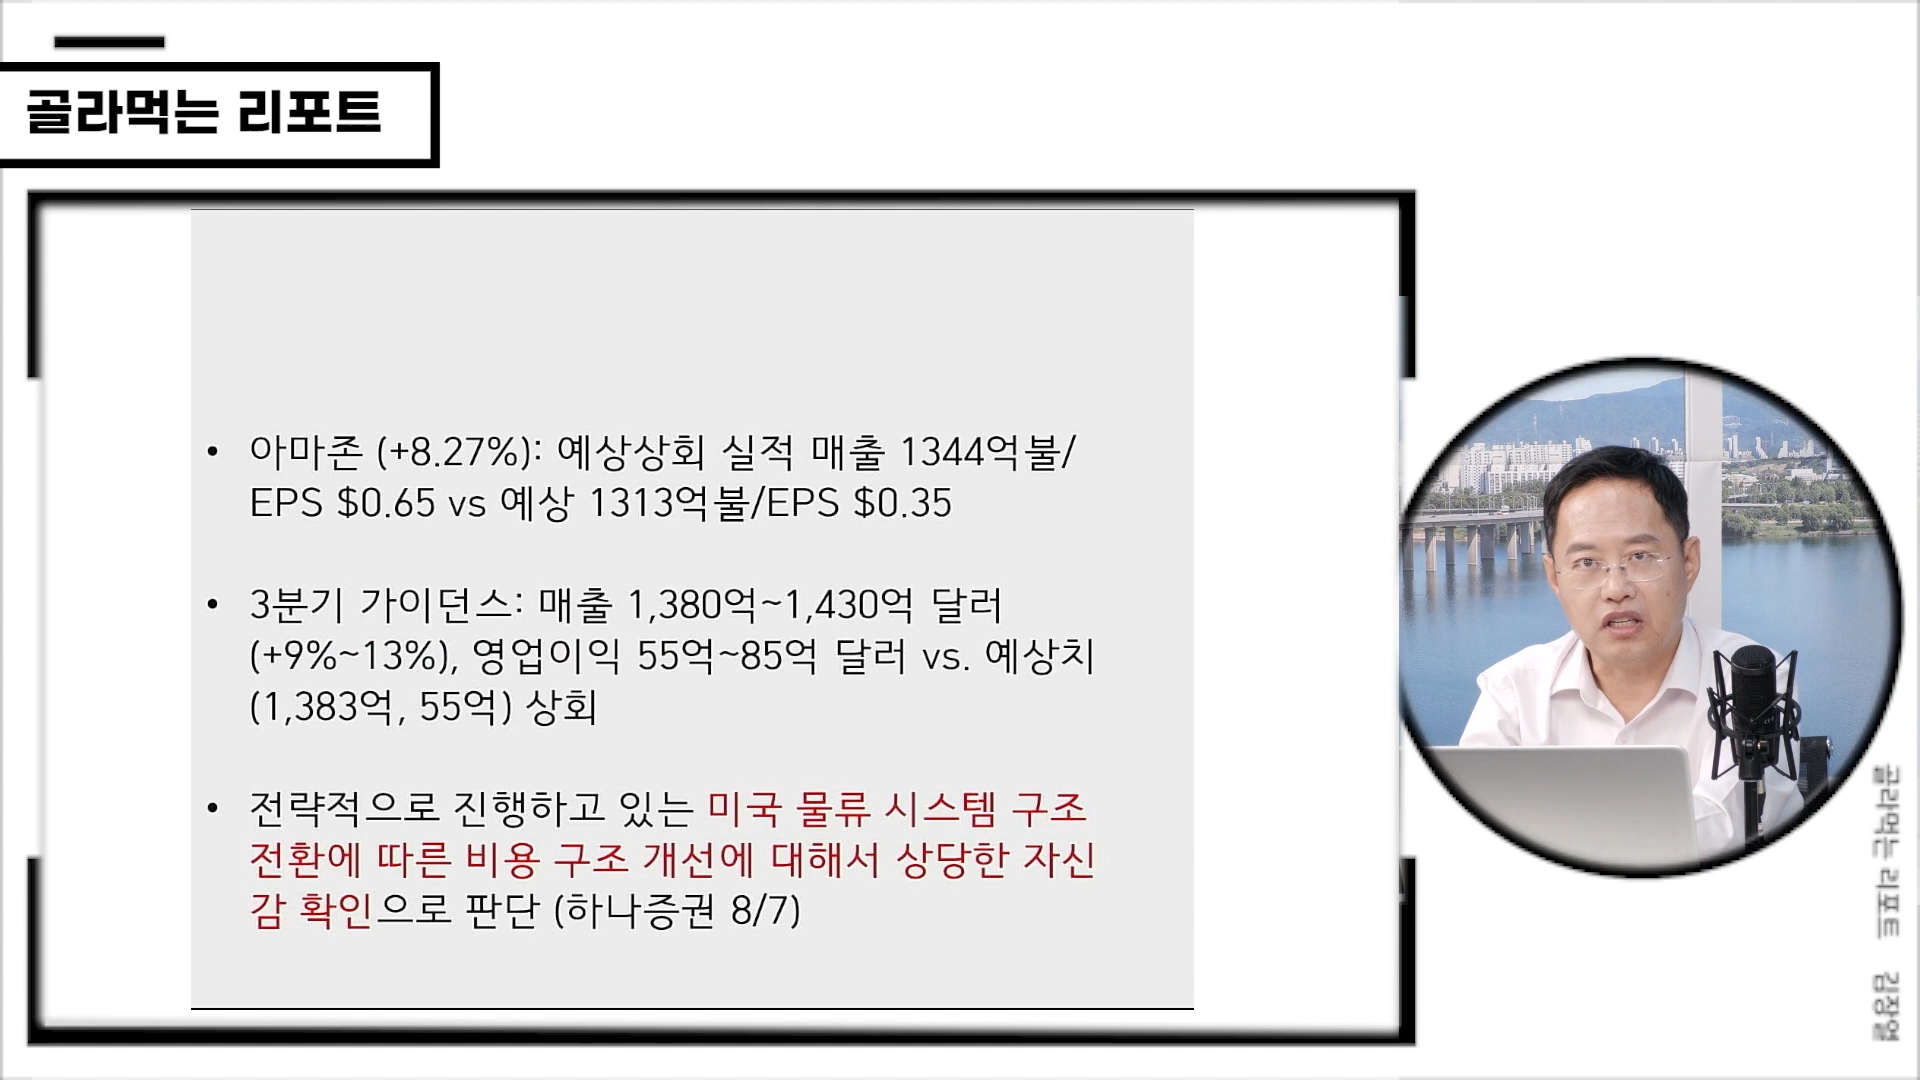 골라먹는 리포트
• 아마존 (+8.27%): 예상상회 실적 매출 1344억불/
EPS $0.65 vs 예상 1313억불/EPS $0.35
• 3분기 가이던스: 매출 1,380억~1,430억 달러
(+9%~13%), 영업이익 55억~85억 달러 vs. 예상치
(1,383억, 55억) 상회
• 전략적으로 진행하고 있는 미국 물류 시스템 구조
전환에 따른 비용 구조 개선에 대해서 상당한 자신
감 확인으로 판단 (하나증권 8/7)
골라먹는 리포트 김장열